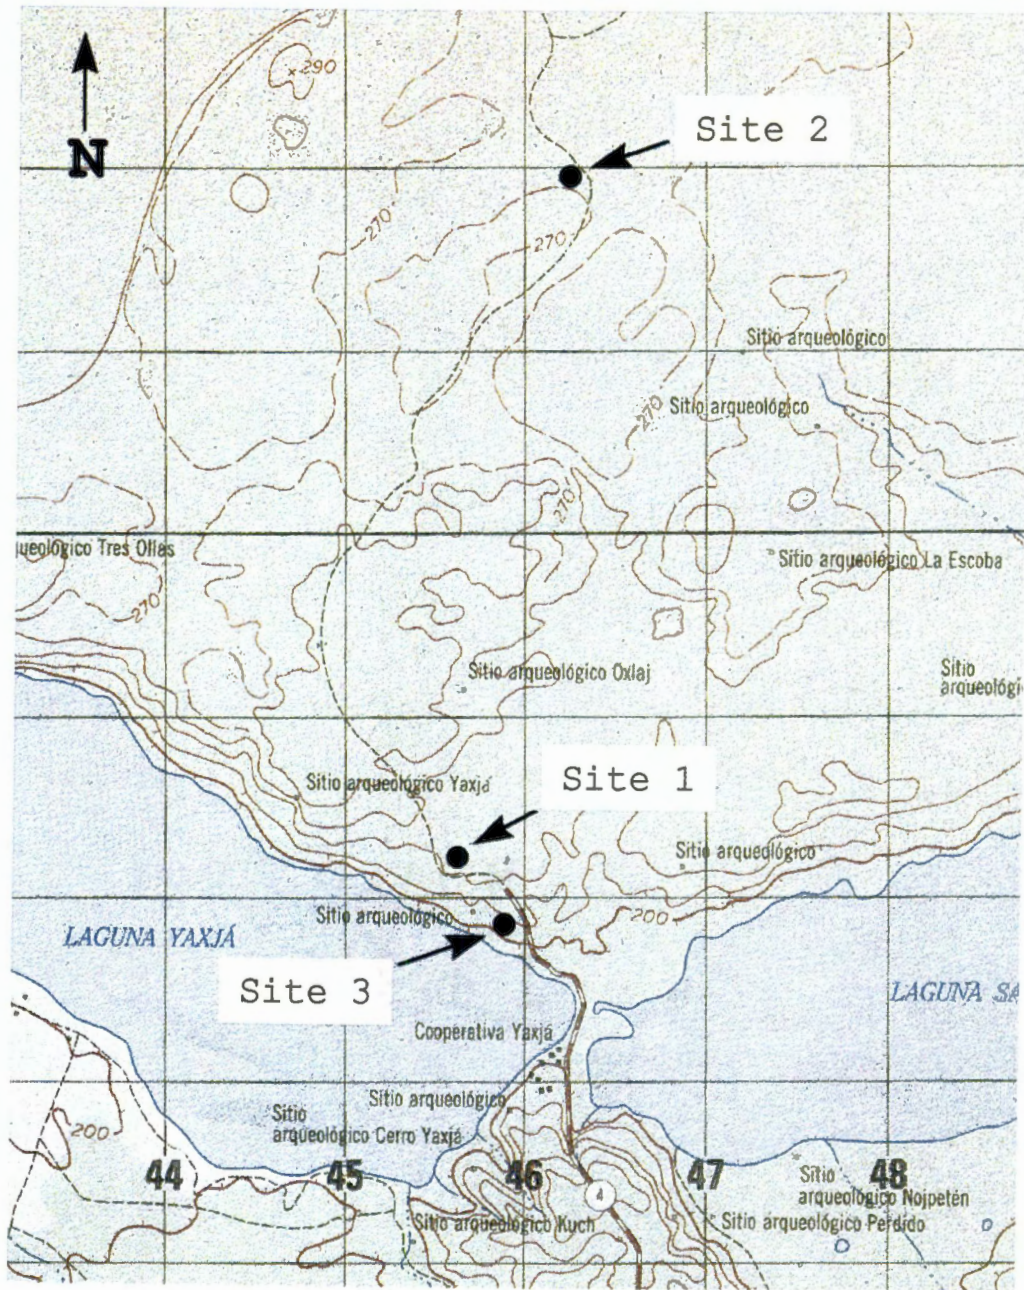 290
Site 2
N
270
270
Sitio arqueológico
270
Sitio arqueológico
270
queológico Tres Ollas
Sitio arqueológico La Escoba
270
Sitio arqueológico Oxlaj
Sitio
arqueológi
Site 1
Sitio arqueológico Yaxjá
Sitio arqueológico
Sitio arqueológico
200
LAGUNA YAXJÁ
Site 3
LAGUNA SA
Cooperativa Yaxjá
Sitio arqueológico
Sitio
arqueológico Cerro Yaxjá
200
44
45
46
47
48
4
Sitio
arqueológico Nojpetén
Sitio arqueológico Kuch
Sitio arqueológico Perdido